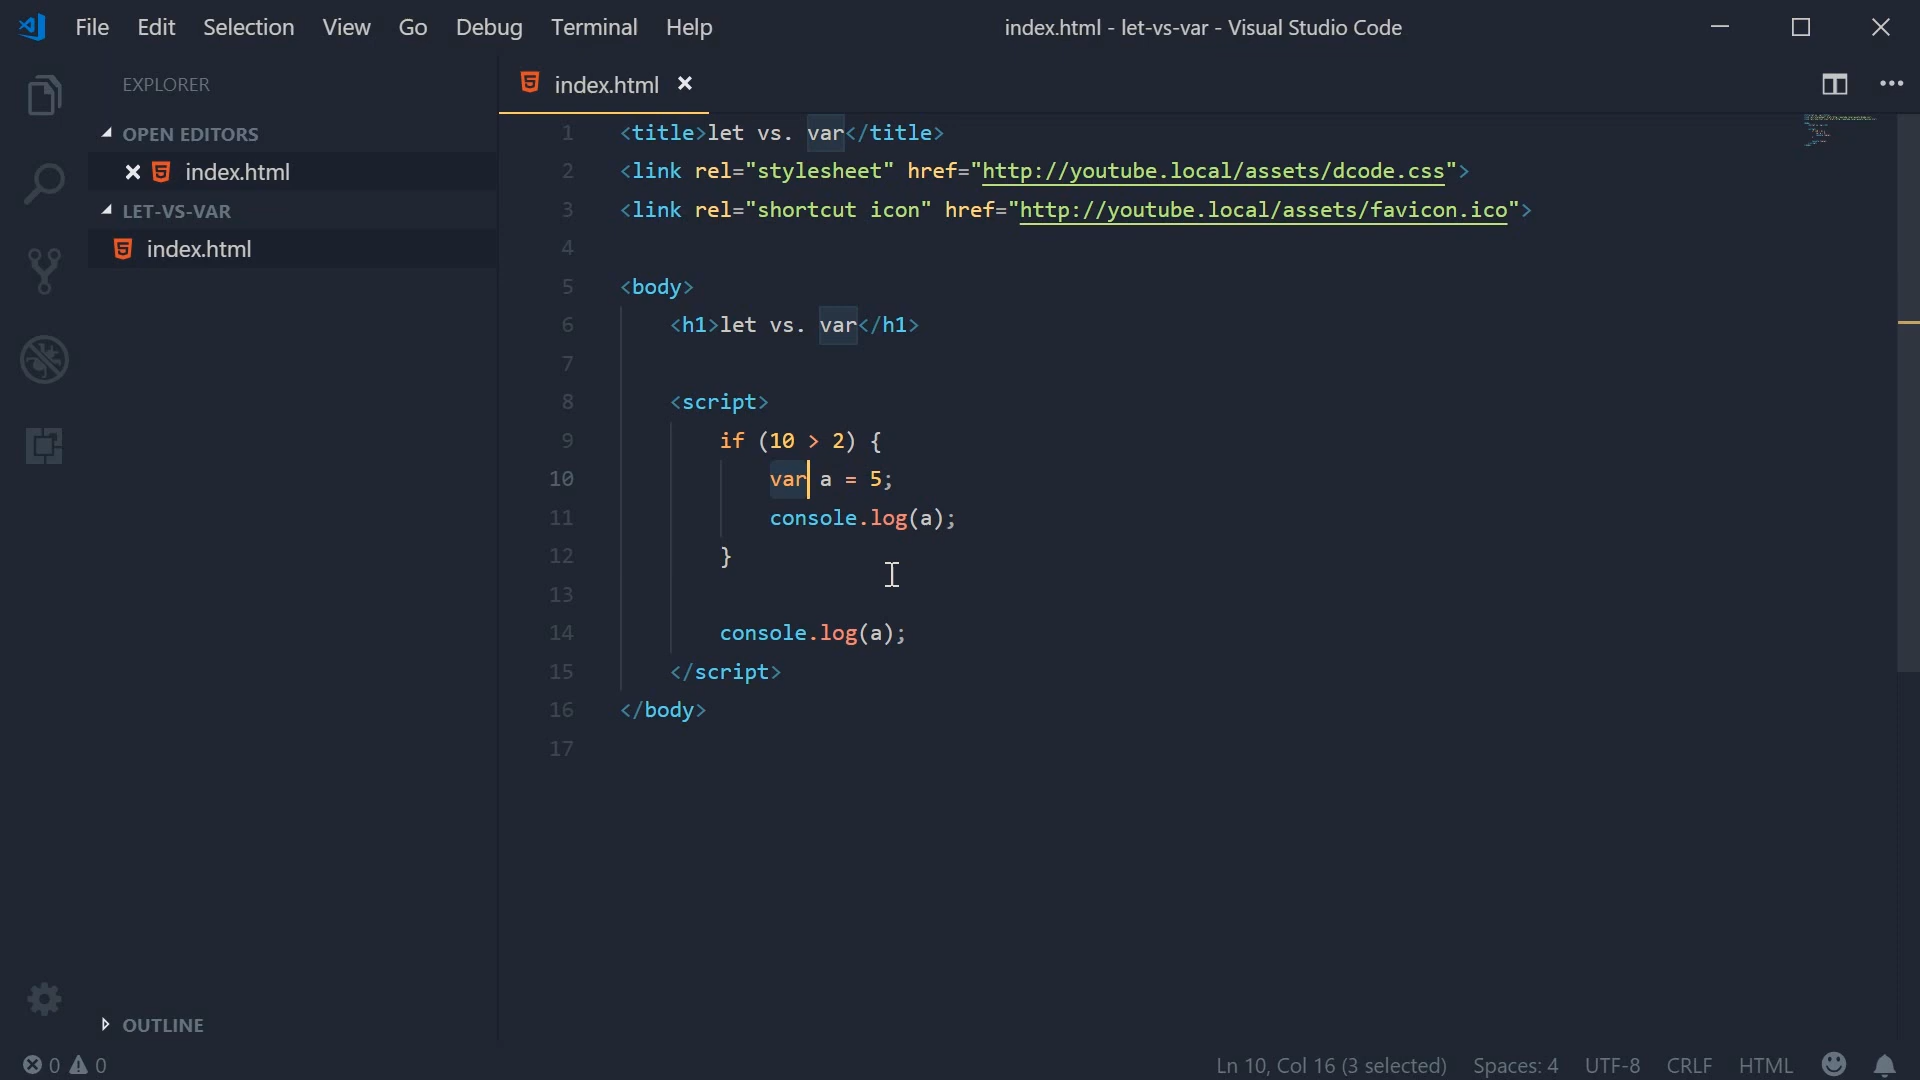 File Edit Selection View Go Debug Terminal Help
index.html - let-vs-var - Visual Studio Code
EXPLORER
OPEN EDITORS
index.html
LET-VS-VAR
index.html
OUTLINE
index.html
1 <title>let vs. var</title>
2 <link rel="stylesheet" href="http://youtube.local/assets/dcode.css">
3 <link rel="shortcut icon" href="http://youtube.local/assets/favicon.ico">
4
5 <body>
6 <h1>let vs. var</h1>
7
8 <script>
9 if (10 > 2) {
10 var a = 5;
11 console.log(a);
12 }
13
14 console.log(a);
15 </script>
16 </body>
17
0 0
Ln 10, Col 16 (3 selected) Spaces: 4 UTF-8 CRLF HTML